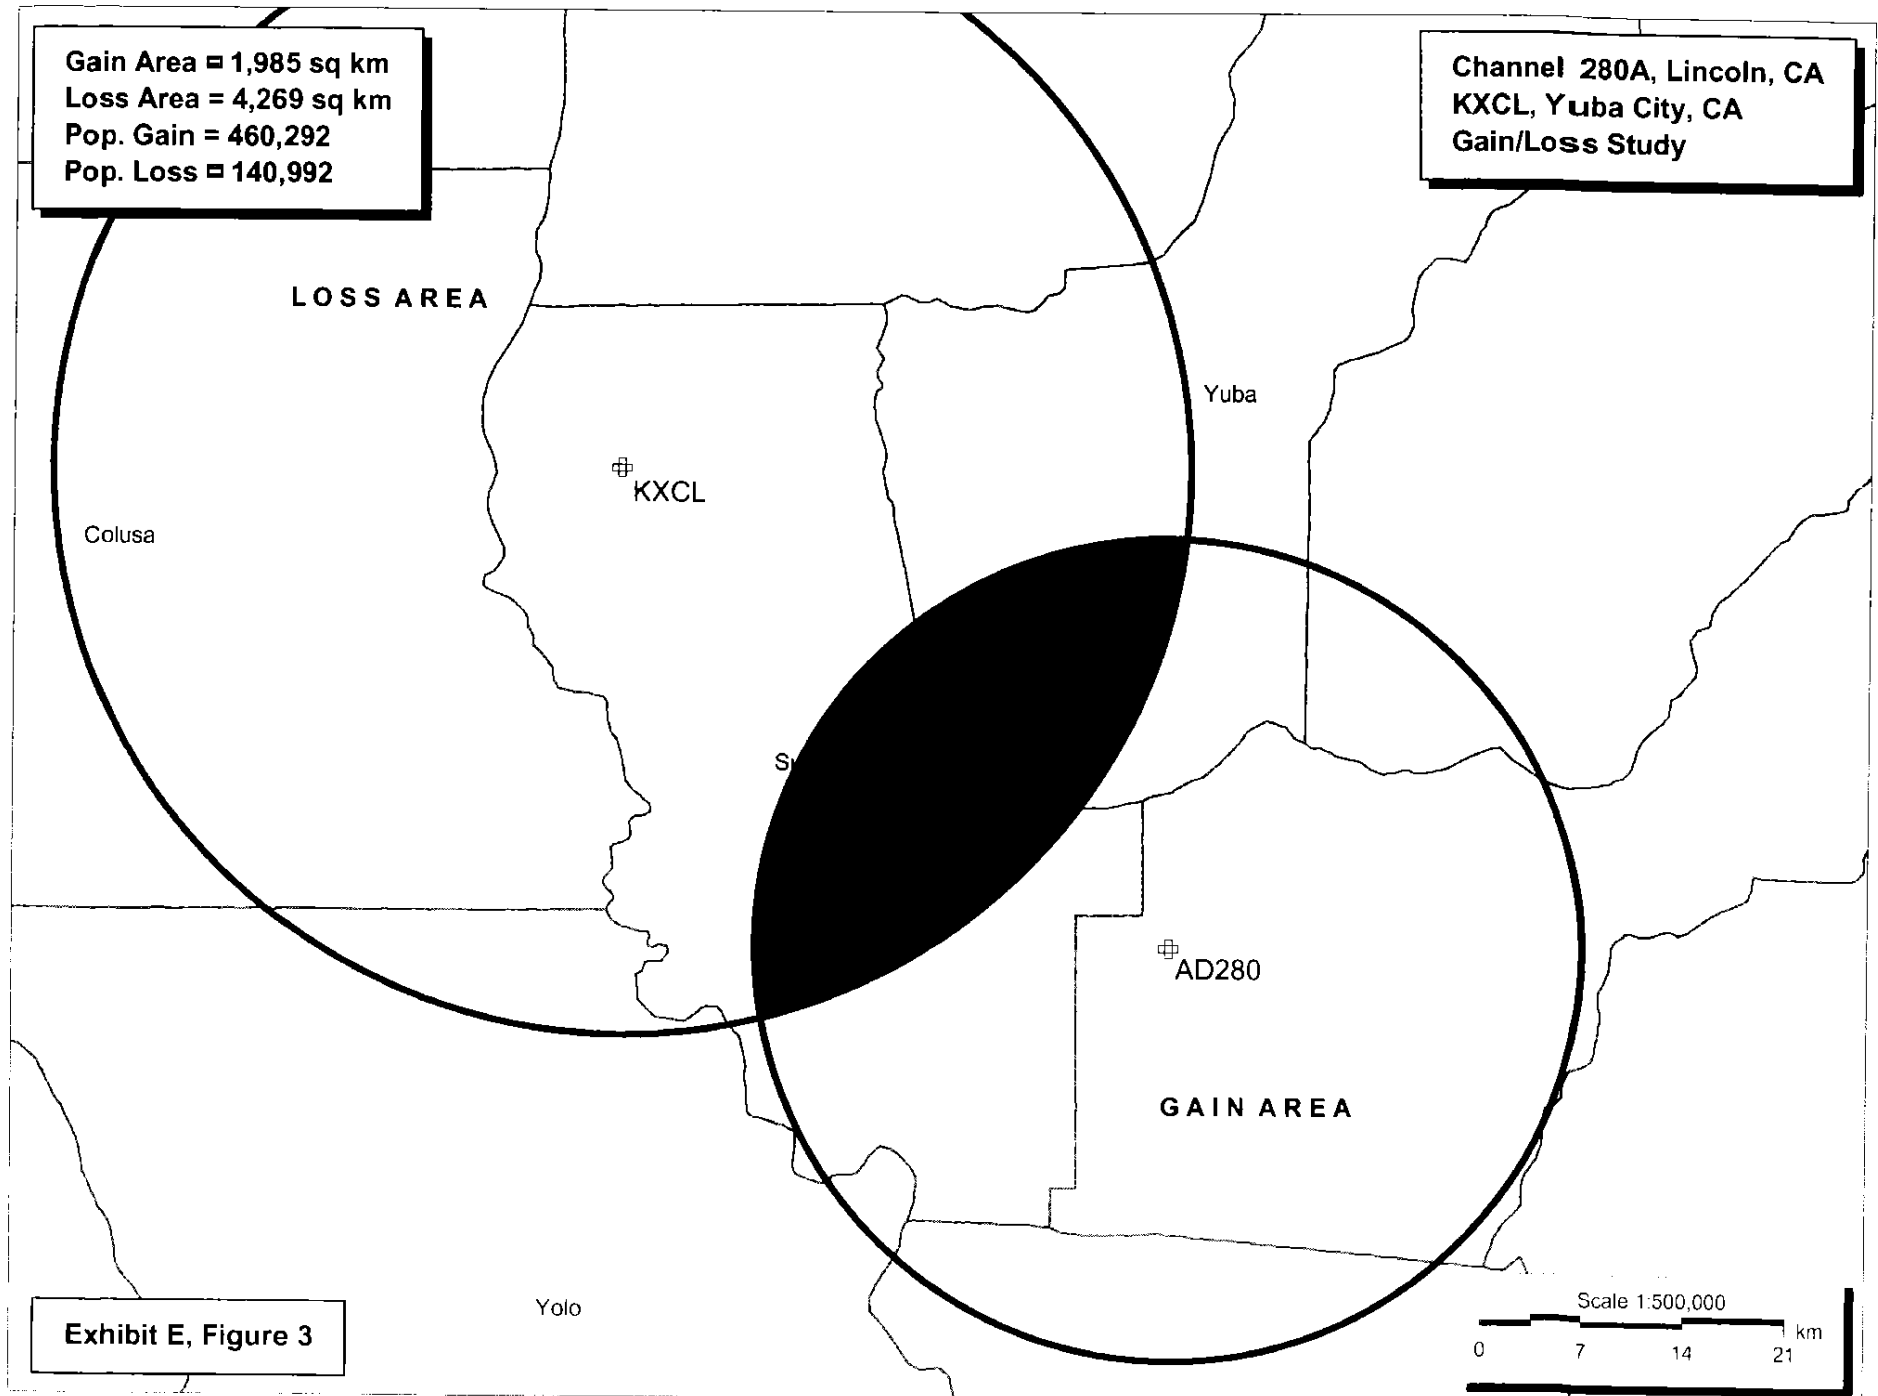 Gain Area = 1,985 sq km
Loss Area = 4,269 sq km
Pop. Gain = 460,292
Pop. Loss = 140,992
Channel 280A, Lincoln, CA
KXCL, Yuba City, CA
Gain/Loss Study
LOSS AREA
Yuba
KXCL
Colusa
AD280
GAIN AREA
Yolo
Exhibit E, Figure 3
Scale 1:500,000
km
0 7 14 21